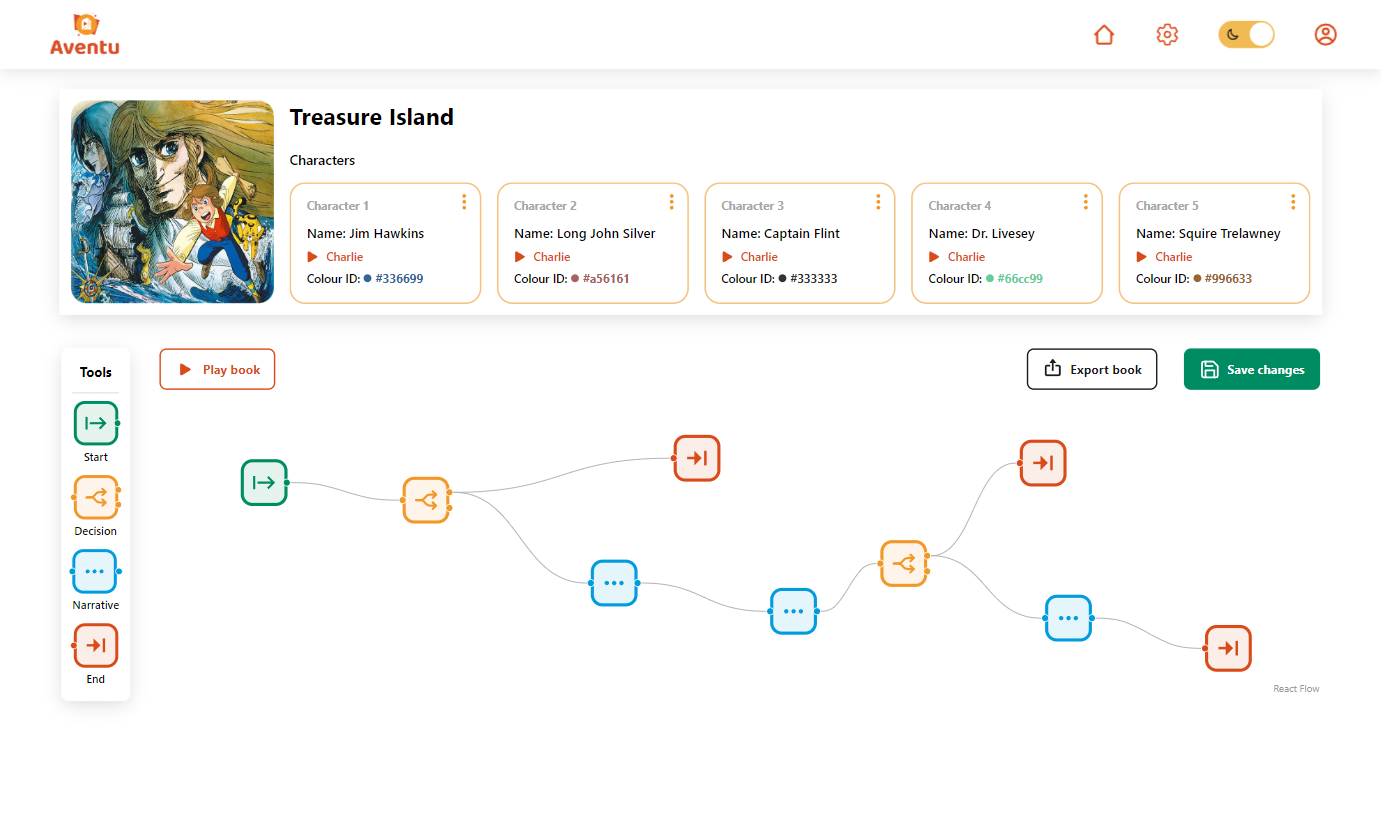 Aventu
Treasure Island
Characters
Character 1
Name: Jim Hawkins
Charlie
Colour ID: #336699
Character 2
Name: Long John Silver
Charlie
Colour ID: #a56161
Character 3
Name: Captain Flint
Charlie
Colour ID: #333333
Character 4
Name: Dr. Livesey
Charlie
Colour ID: #66cc99
Character 5
Name: Squire Trelawney
Charlie
Colour ID: #996633
Tools
Start
Decision
Narrative
End
Play book
Export book
Save changes
React Flow